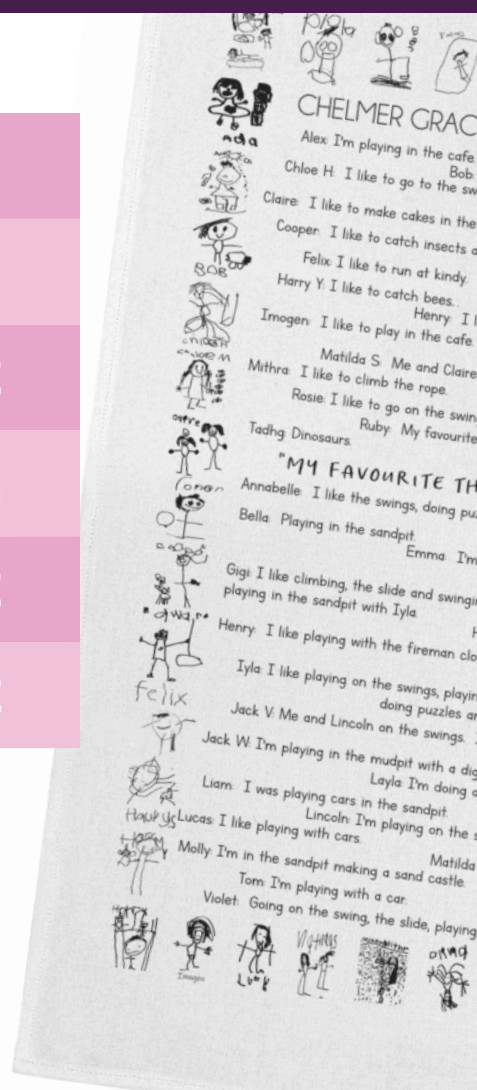 CHELMER GRAC
Alex: I'm playing in the cafe.
Bob:
Chloe H: I like to go to the sw
Claire: I like to make cakes in the
Cooper: I like to catch insects a
Felix: I like to run at kindy.
Harry Y: I like to catch bees..
Henry: I l
Imogen: I like to play in the cafe.
Matilda S: Me and Claire
Mithra: I like to climb the rope.
Rosie: I like to go on the swin
Ruby: My favourite
Tadhg: Dinosaurs.
"MY FAVOURITE TH
Annabelle: I like the swings, doing pu
Bella: Playing in the sandpit.
Emma: I'm
Gigi: I like climbing, the slide and swingi
playing in the sandpit with Iyla.
H
Henry: I like playing with the fireman clo
Iyla: I like playing on the swings, playin
doing puzzles a
Jack V: Me and Lincoln on the swings.
Jack W: I'm playing in the mudpit with a dig
Layla: I'm doing a
Liam: I was playing cars in the sandpit.
Lincoln: I'm playing on the s
Lucas: I like playing with cars.
Matilda
Molly: I'm in the sandpit making a sand castle.
Tom: I'm playing with a car.
Violet: Going on the swing, the slide, playing
Ada
BOB
felix
Imogen